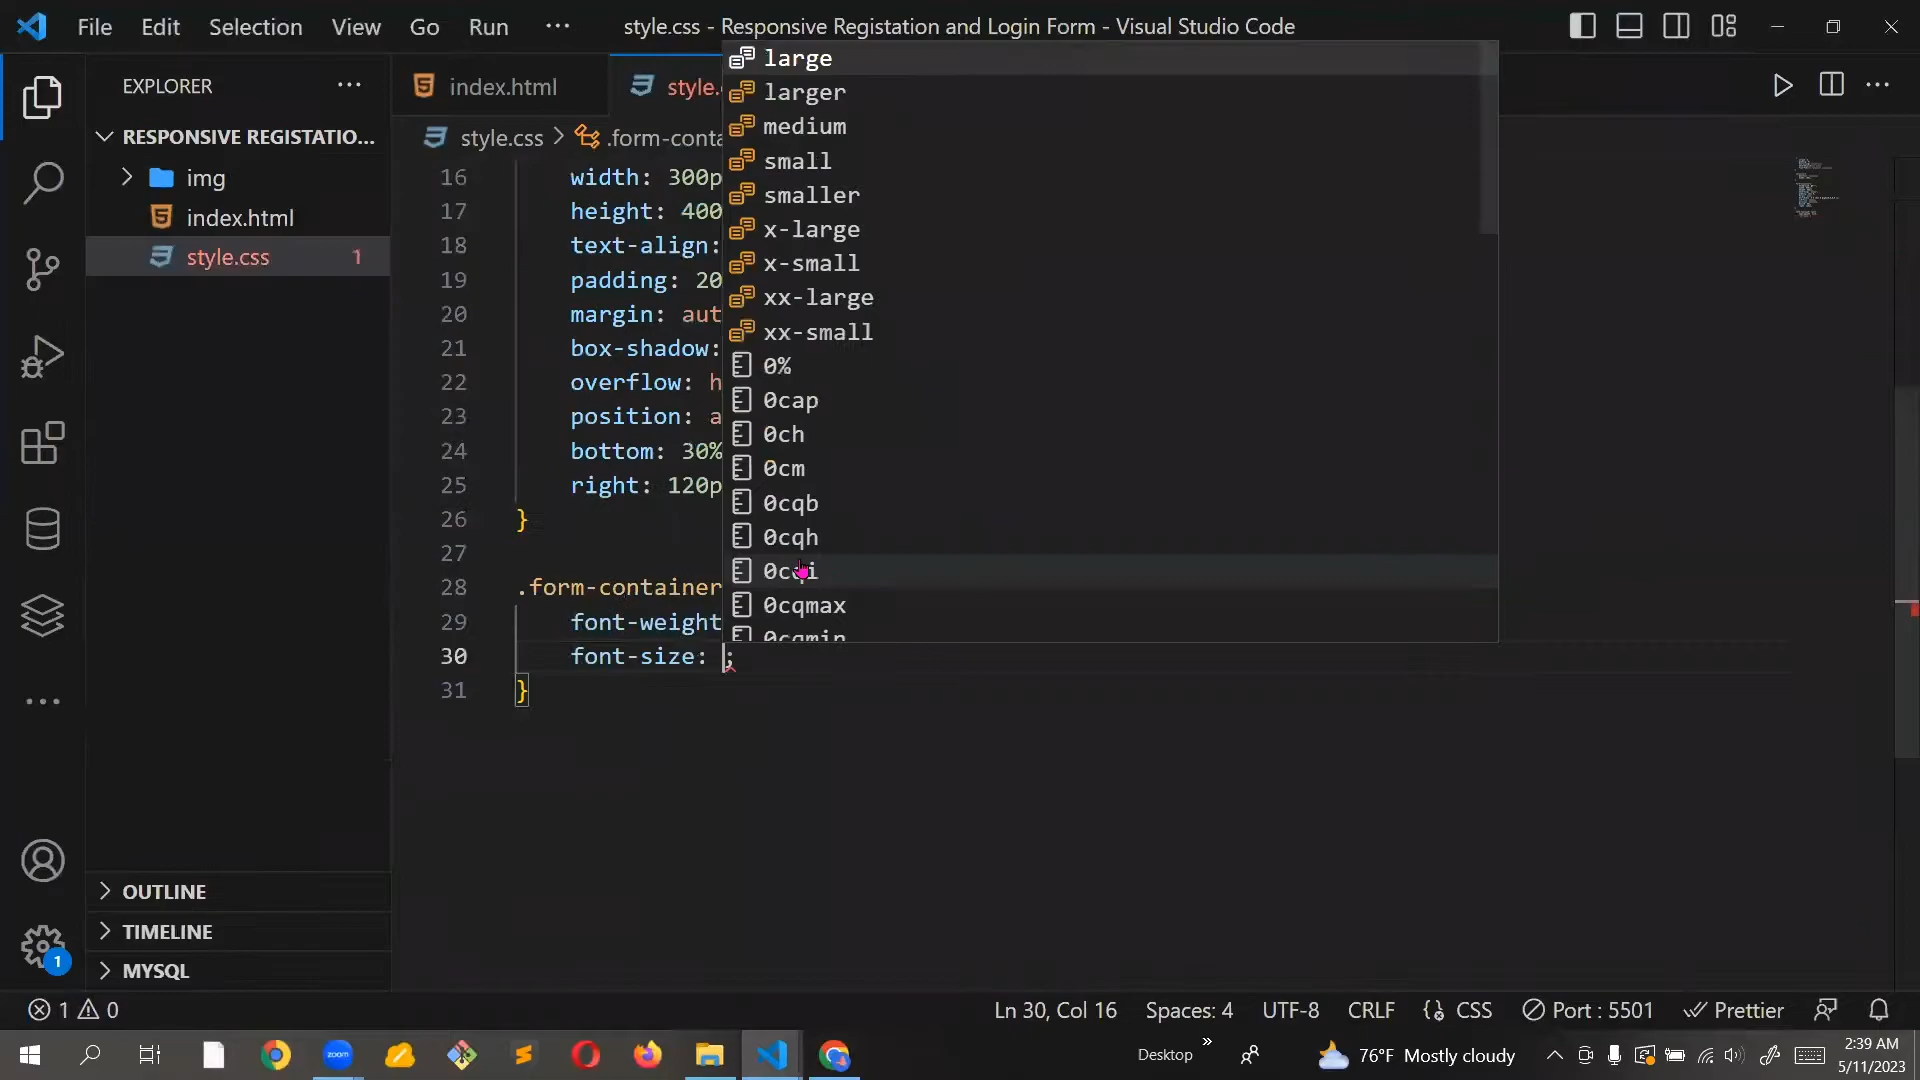 File Edit Selection View Go Run ··· style.css - Responsive Registation and Login Form - Visual Studio Code
EXPLORER
RESPONSIVE REGISTATIO...
img
index.html
style.css 1
OUTLINE
TIMELINE
MYSQL
index.html style.
style.css > .form-conta
16 width: 300p
17 height: 400
18 text-align:
19 padding: 20
20 margin: aut
21 box-shadow:
22 overflow: h
23 position: a
24 bottom: 30%
25 right: 120p
26 }
27
28 .form-container
29 font-weight
30 font-size: ;
31 }
large
larger
medium
small
smaller
x-large
x-small
xx-large
xx-small
0%
0cap
0ch
0cm
0cqb
0cqh
0cqi
0cqmax
0cqmin
1
1 0 Ln 30, Col 16 Spaces: 4 UTF-8 CRLF {} CSS Port : 5501 Prettier
zoom Desktop » 76°F Mostly cloudy 2:39 AM
5/11/2023